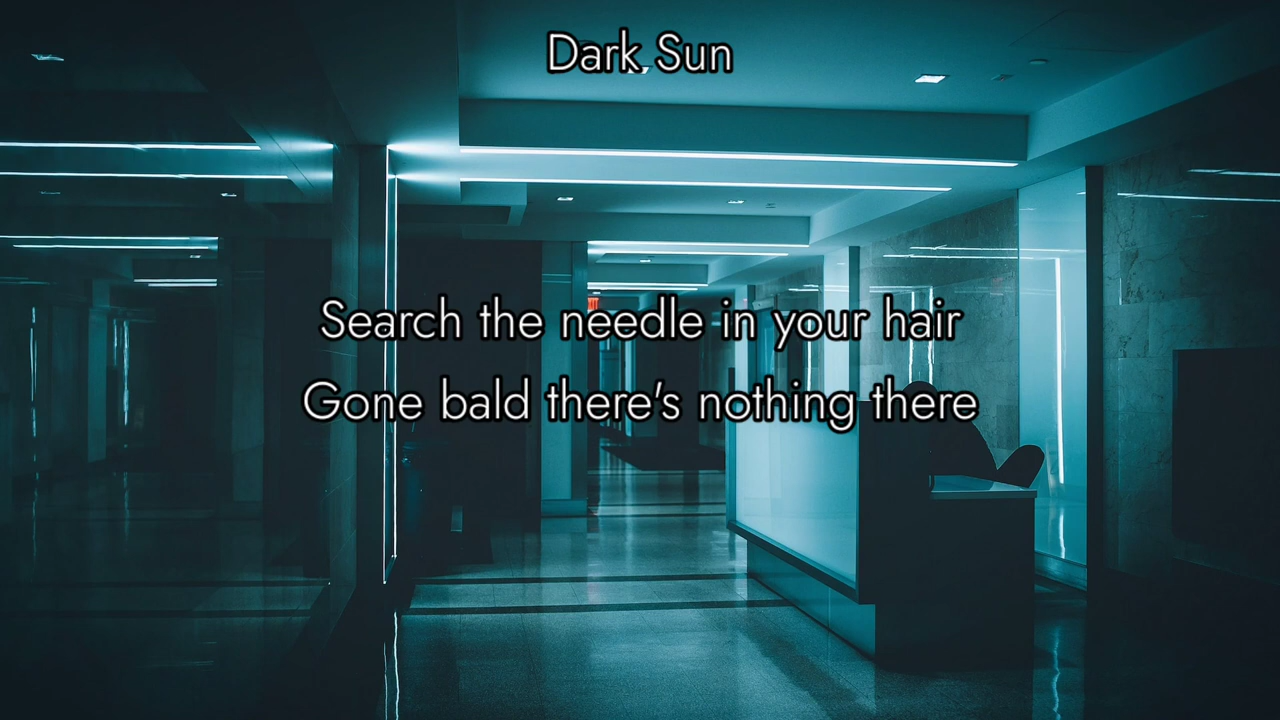 Dark Sun
Search the needle in your hair
Gone bald there's nothing there